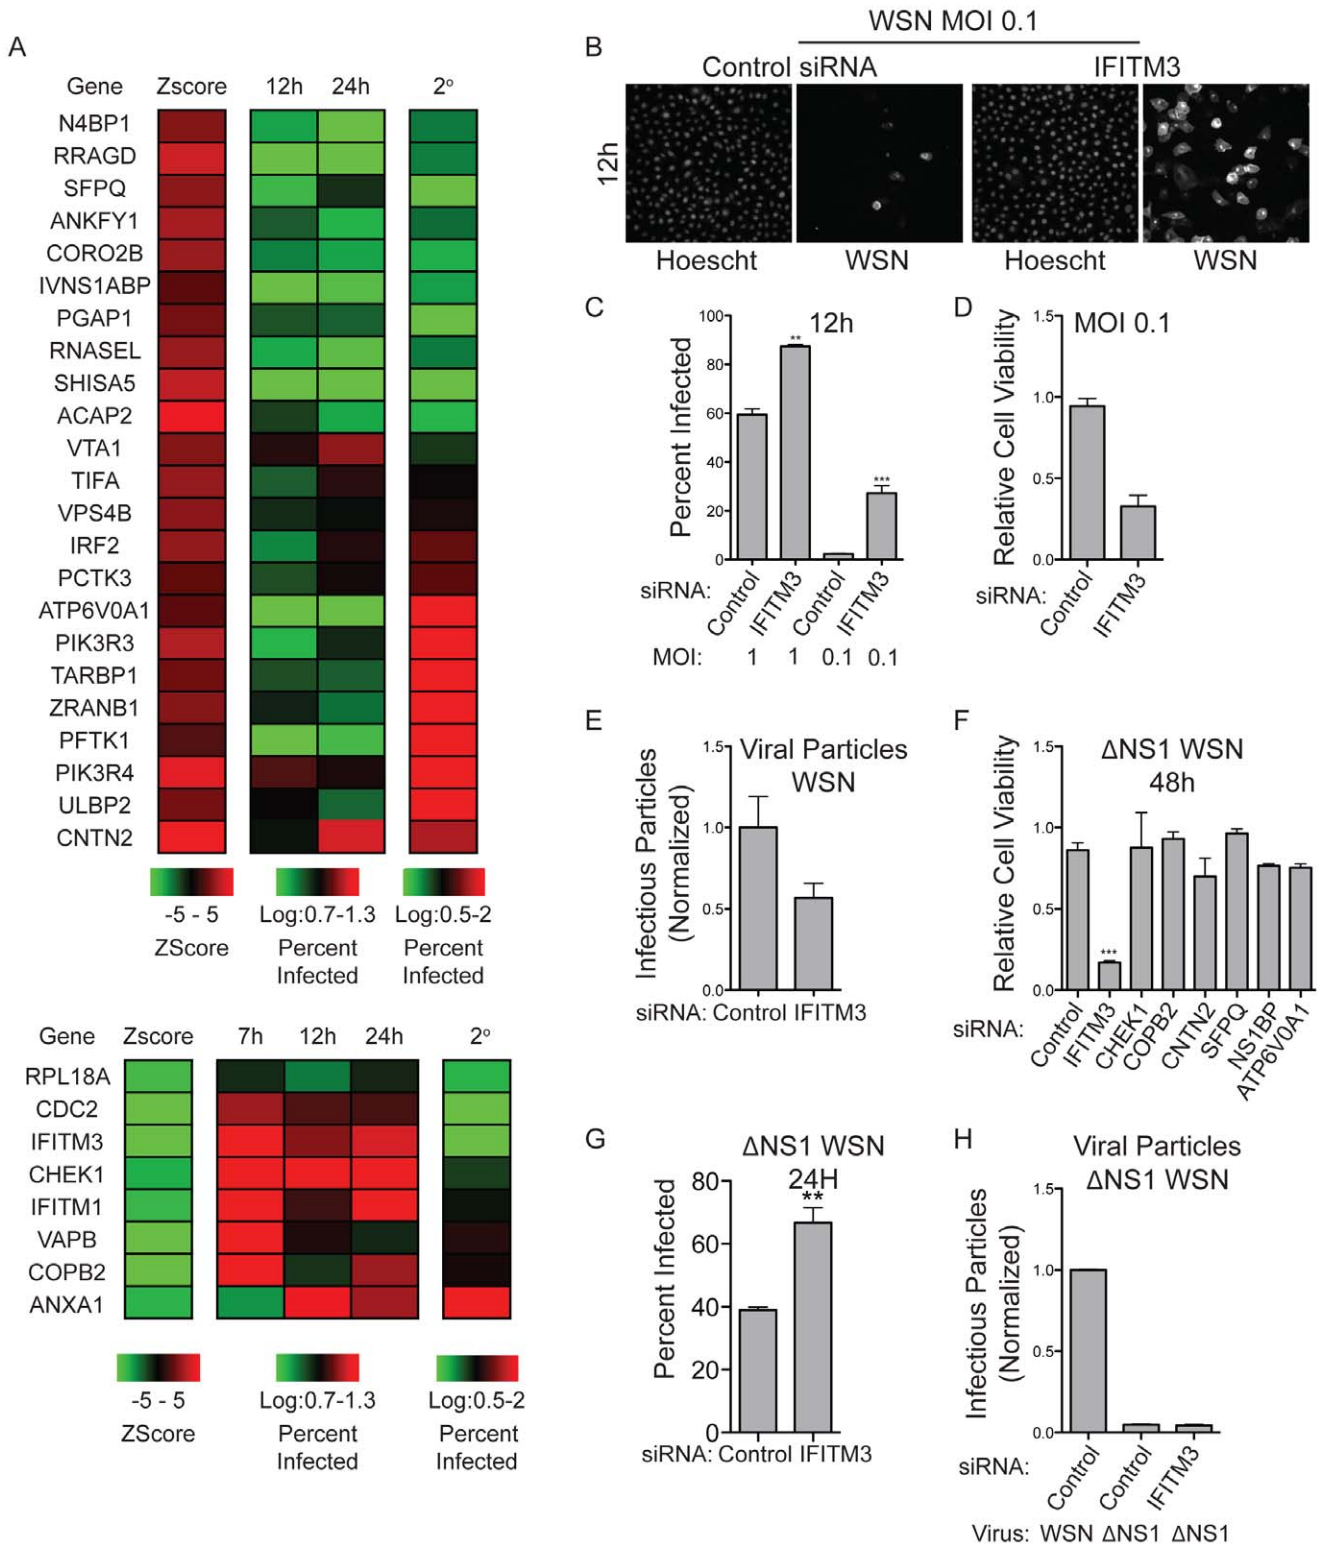 A
Gene Zscore 12h 24h 2°
N4BP1
RRAGD
SFPQ
ANKFY1
CORO2B
IVNS1ABP
PGAP1
RNASEL
SHISA5
ACAP2
VTA1
TIFA
VPS4B
IRF2
PCTK3
ATP6V0A1
PIK3R3
TARBP1
ZRANB1
PFTK1
PIK3R4
ULBP2
CNTN2
-5 - 5 Log:0.7-1.3 Log:0.5-2
ZScore Percent Percent
Infected Infected
Gene Zscore 7h 12h 24h 2°
RPL18A
CDC2
IFITM3
CHEK1
IFITM1
VAPB
COPB2
ANXA1
-5 - 5 Log:0.7-1.3 Log:0.5-2
ZScore Percent Percent
Infected Infected
B
WSN MOI 0.1
Control siRNA IFITM3
12h
Hoescht WSN Hoescht WSN
C
12h
Percent Infected
100
80
60
40
20
0
**
***
siRNA: Control IFITM3 Control IFITM3
MOI: 1 1 0.1 0.1
D
MOI 0.1
Relative Cell Viability
1.5
1.0
0.5
0.0
siRNA: Control IFITM3
E
Viral Particles
WSN
Infectious Particles
(Normalized)
1.5
1.0
0.5
0.0
siRNA: Control IFITM3
F
ΔNS1 WSN
48h
Relative Cell Viability
1.5
1.0
0.5
0.0
***
siRNA: Control IFITM3 CHEK1 COPB2 CNTN2 SFPQ NS1BP ATP6V0A1
G
ΔNS1 WSN
24H
**
Percent Infected
80
60
40
20
0
siRNA: Control IFITM3
H
Viral Particles
ΔNS1 WSN
Infectious Particles
(Normalized)
1.5
1.0
0.5
0.0
siRNA: Control Control IFITM3
Virus: WSN ΔNS1 ΔNS1